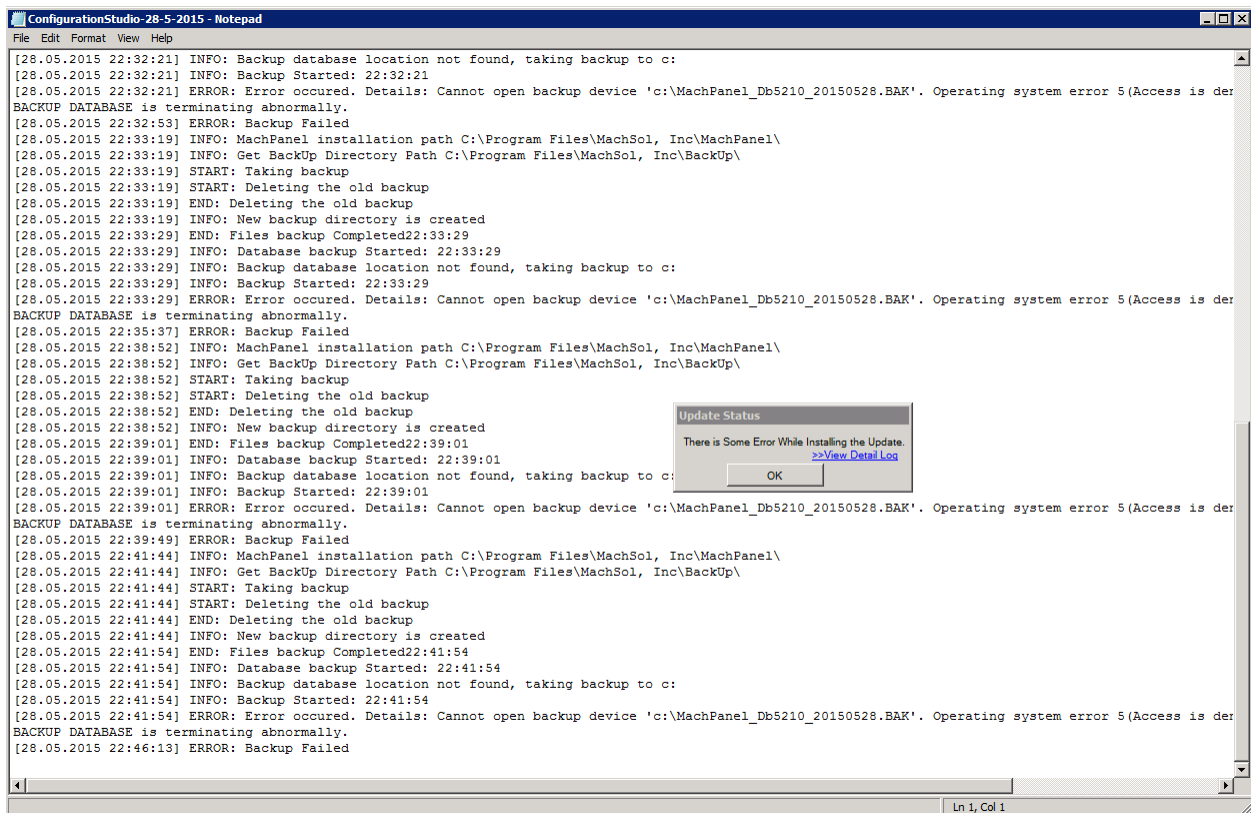 ConfigurationStudio-28-5-2015 - Notepad
File Edit Format View Help
[28.05.2015 22:32:21] INFO: Backup database location not found, taking backup to c:
[28.05.2015 22:32:21] INFO: Backup Started: 22:32:21
[28.05.2015 22:32:21] ERROR: Error occured. Details: Cannot open backup device 'c:\MachPanel_Db5210_20150528.BAK'. Operating system error 5(Access is
BACKUP DATABASE is terminating abnormally.
[28.05.2015 22:32:53] ERROR: Backup Failed
[28.05.2015 22:33:19] INFO: MachPanel installation path C:\Program Files\MachSol, Inc\MachPanel\
[28.05.2015 22:33:19] INFO: Get BackUp Directory Path C:\Program Files\MachSol, Inc\BackUp\
[28.05.2015 22:33:19] START: Taking backup
[28.05.2015 22:33:19] START: Deleting the old backup
[28.05.2015 22:33:19] END: Deleting the old backup
[28.05.2015 22:33:19] INFO: New backup directory is created
[28.05.2015 22:33:29] END: Files backup Completed22:33:29
[28.05.2015 22:33:29] INFO: Database backup Started: 22:33:29
[28.05.2015 22:33:29] INFO: Backup database location not found, taking backup to c:
[28.05.2015 22:33:29] INFO: Backup Started: 22:33:29
[28.05.2015 22:33:29] ERROR: Error occured. Details: Cannot open backup device 'c:\MachPanel_Db5210_20150528.BAK'. Operating system error 5(Access is
BACKUP DATABASE is terminating abnormally.
[28.05.2015 22:35:37] ERROR: Backup Failed
[28.05.2015 22:38:52] INFO: MachPanel installation path C:\Program Files\MachSol, Inc\MachPanel\
[28.05.2015 22:38:52] INFO: Get BackUp Directory Path C:\Program Files\MachSol, Inc\BackUp\
[28.05.2015 22:38:52] START: Taking backup
[28.05.2015 22:38:52] START: Deleting the old backup
[28.05.2015 22:38:52] END: Deleting the old backup
[28.05.2015 22:38:52] INFO: New backup directory is created
[28.05.2015 22:39:01] END: Files backup Completed22:39:01
[28.05.2015 22:39:01] INFO: Database backup Started: 22:39:01
[28.05.2015 22:39:01] INFO: Backup database location not found, taking backup to c:
[28.05.2015 22:39:01] INFO: Backup Started: 22:39:01
[28.05.2015 22:39:01] ERROR: Error occured. Details: Cannot open backup device 'c:\MachPanel_Db5210_20150528.BAK'. Operating system error 5(Access is
BACKUP DATABASE is terminating abnormally.
[28.05.2015 22:39:49] ERROR: Backup Failed
[28.05.2015 22:41:44] INFO: MachPanel installation path C:\Program Files\MachSol, Inc\MachPanel\
[28.05.2015 22:41:44] INFO: Get BackUp Directory Path C:\Program Files\MachSol, Inc\BackUp\
[28.05.2015 22:41:44] START: Taking backup
[28.05.2015 22:41:44] START: Deleting the old backup
[28.05.2015 22:41:44] END: Deleting the old backup
[28.05.2015 22:41:44] INFO: New backup directory is created
[28.05.2015 22:41:54] END: Files backup Completed22:41:54
[28.05.2015 22:41:54] INFO: Database backup Started: 22:41:54
[28.05.2015 22:41:54] INFO: Backup database location not found, taking backup to c:
[28.05.2015 22:41:54] INFO: Backup Started: 22:41:54
[28.05.2015 22:41:54] ERROR: Error occured. Details: Cannot open backup device 'c:\MachPanel_Db5210_20150528.BAK'. Operating system error 5(Access is
BACKUP DATABASE is terminating abnormally.
[28.05.2015 22:46:13] ERROR: Backup Failed
Update Status
There is Some Error While Installing the Update.
>>View Detail Log
OK
Ln 1, Col 1